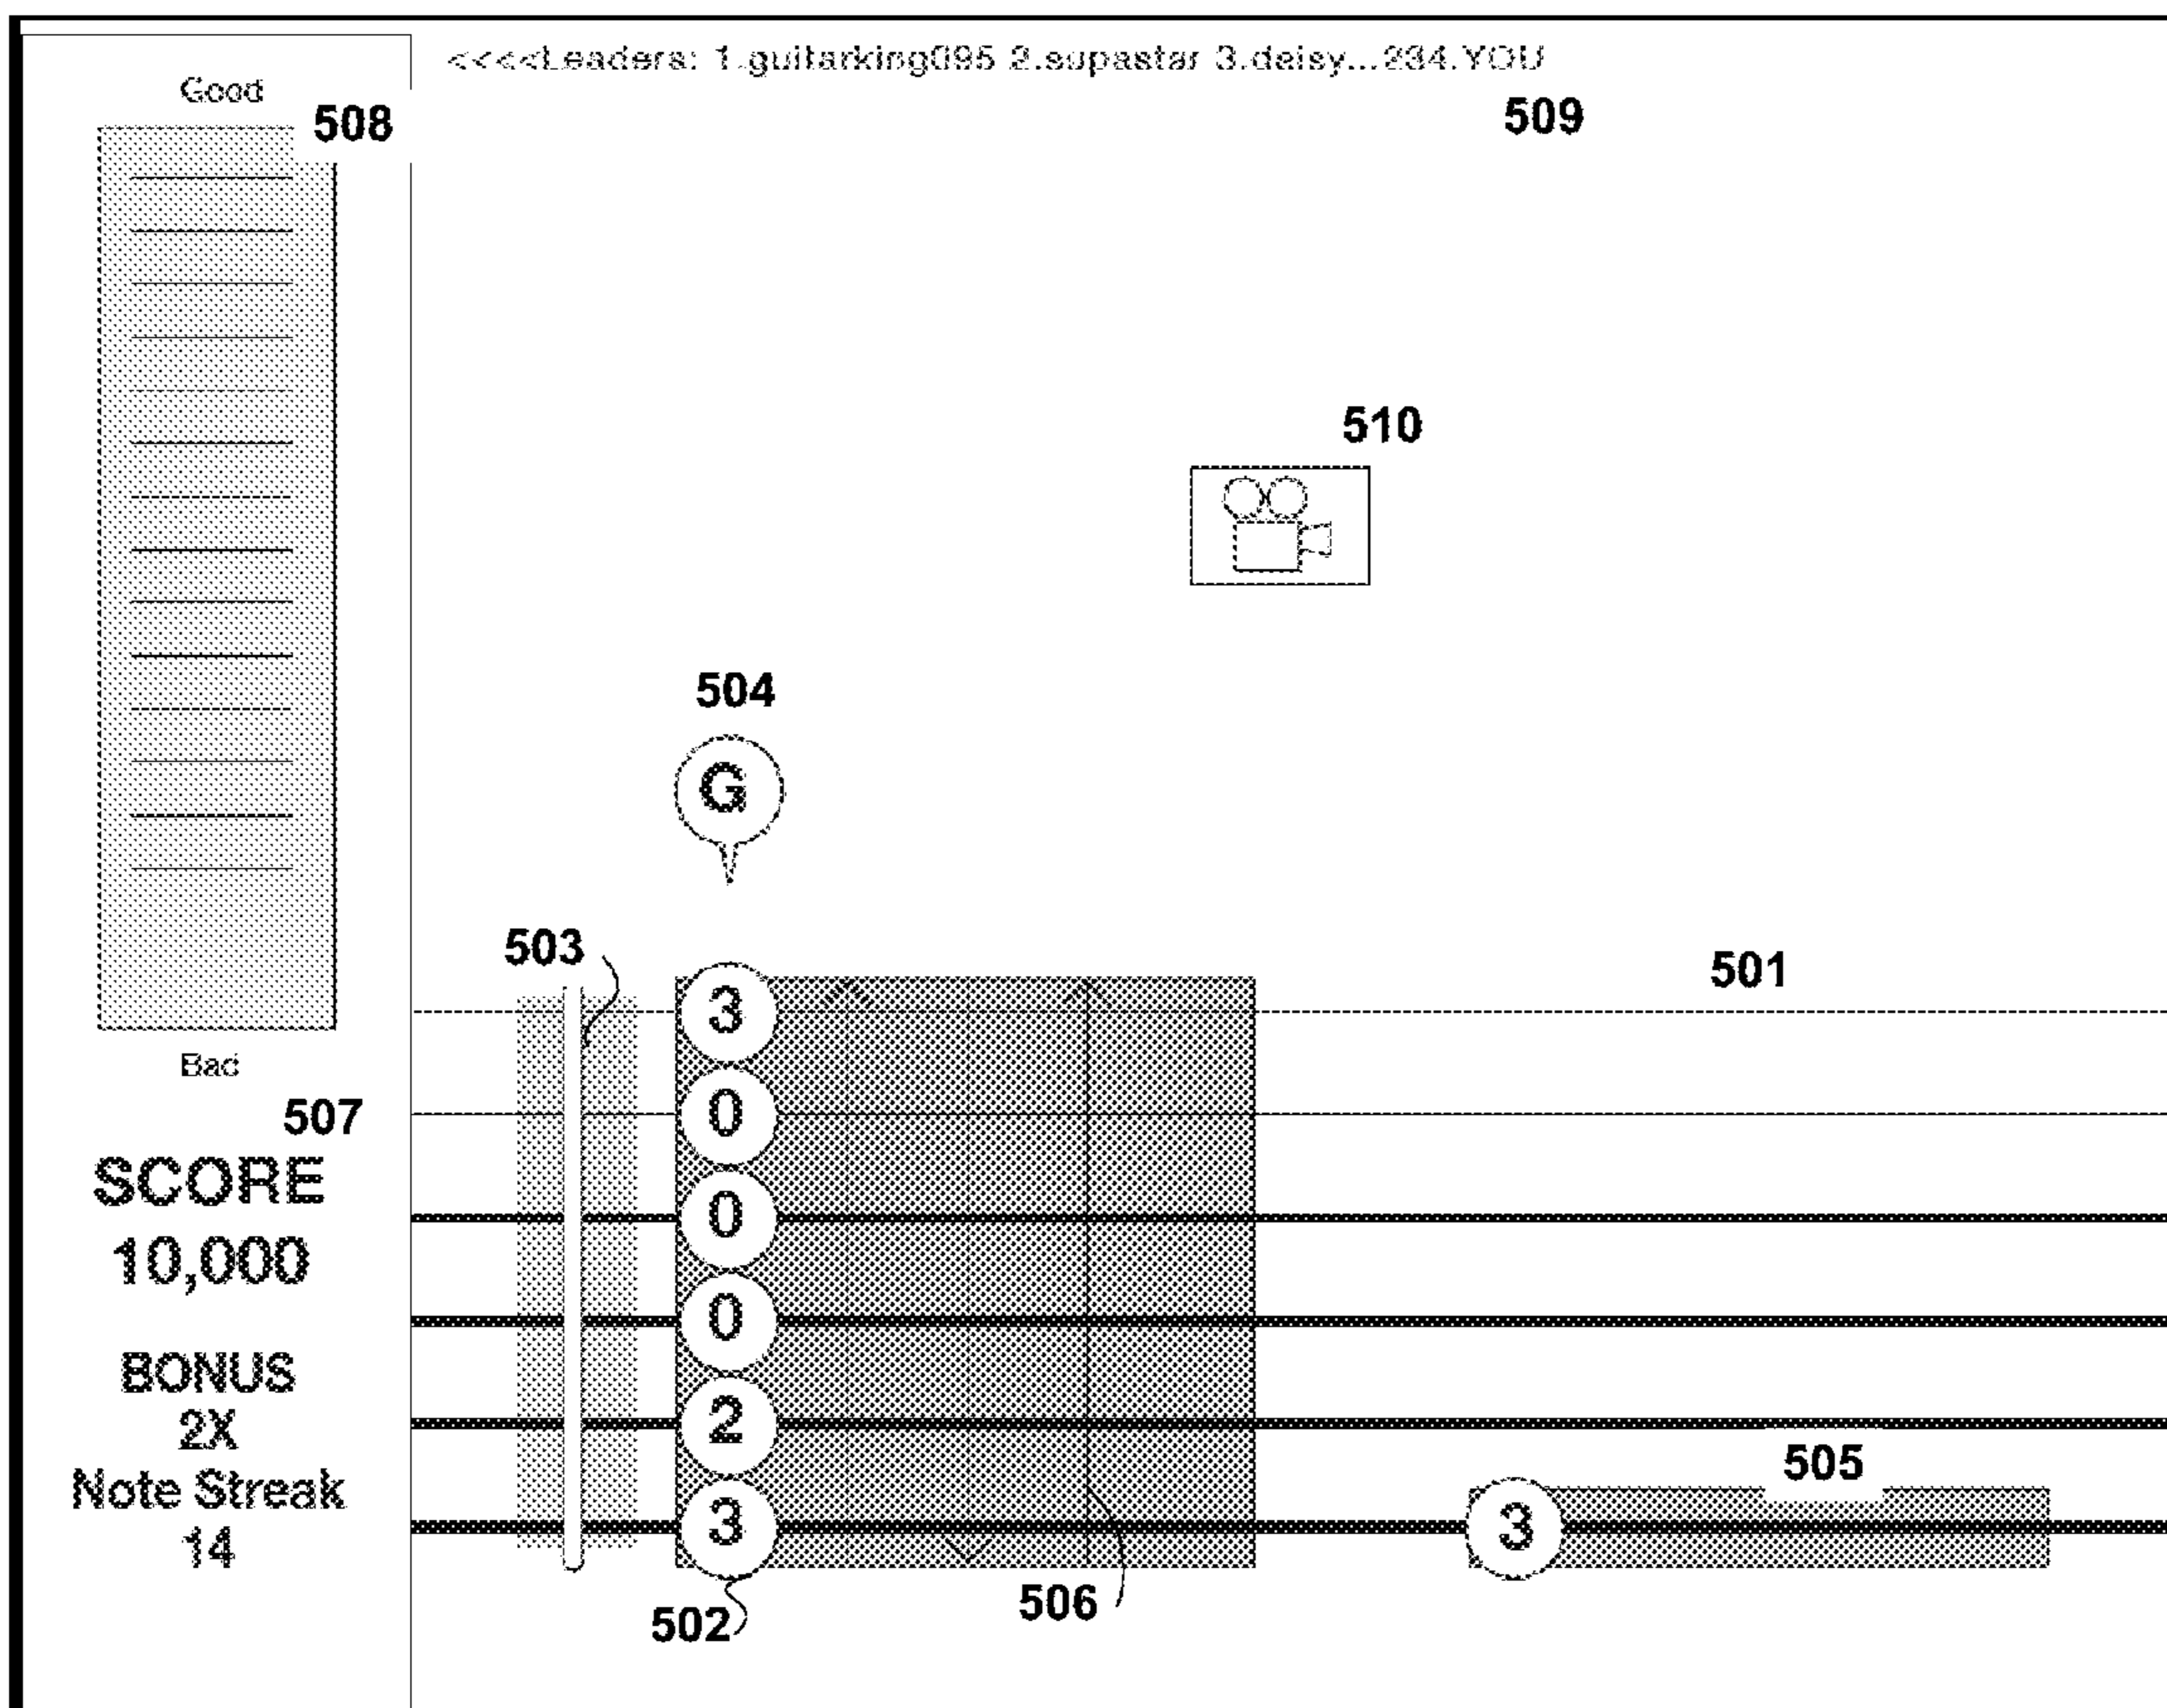 <<<<Leaders: 1.guitarking095 2.supastar 3.daisy...234.YOU
Good
508
509
510
504
G
503
501
3
Bad
0
507
SCORE
0
10,000
0
BONUS
2X
2
505
Note Streak
3
3
14
506
502